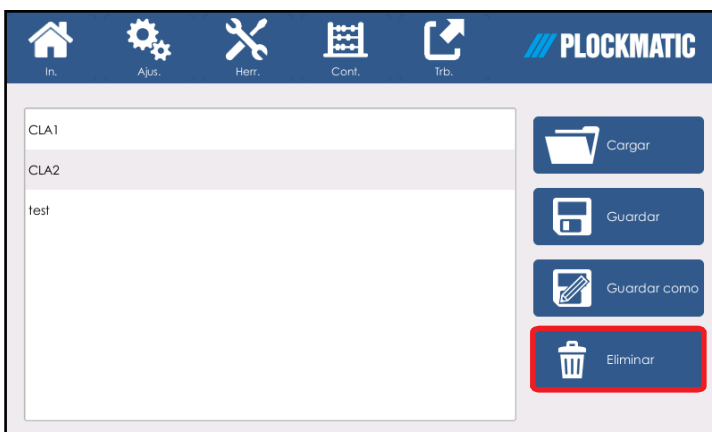 In. Ajus. Herr. Cont. Trb. PLOCKMATIC
CLA1
CLA2
test
Cargar
Guardar
Guardar como
Eliminar